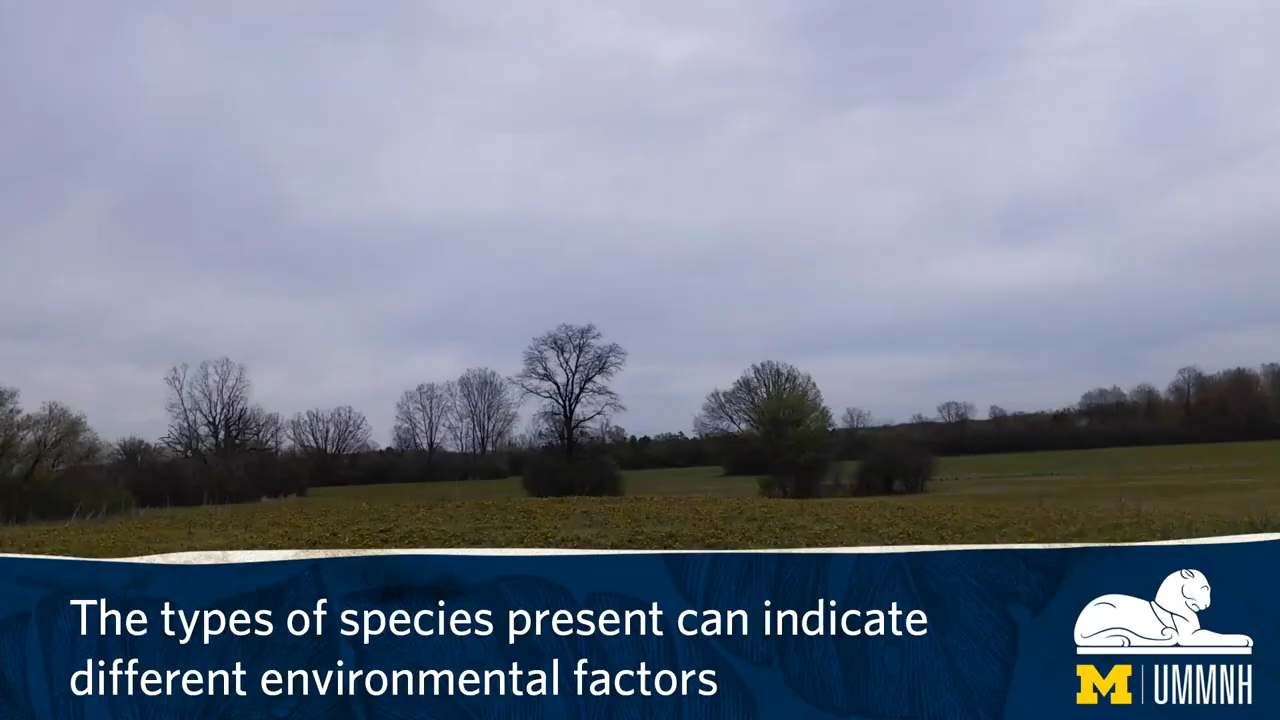 The types of species present can indicate
different environmental factors
M | UMMNH